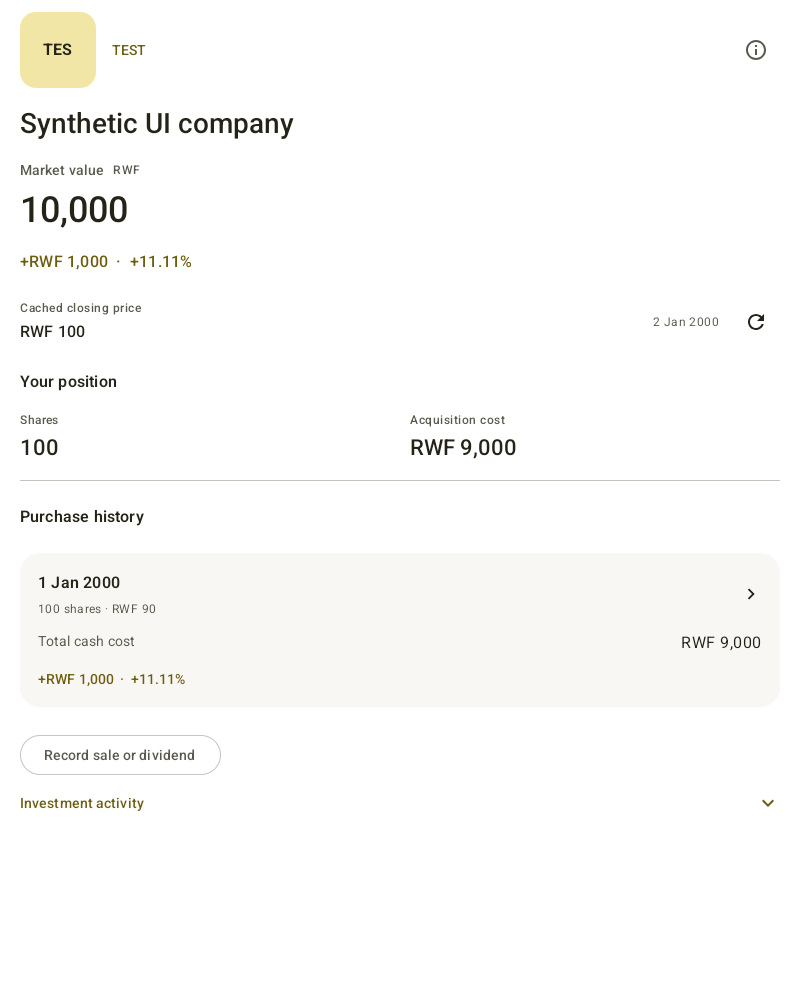 TES
TEST
Synthetic UI company
Market value RWF
10,000
+RWF 1,000 · +11.11%
Cached closing price
RWF 100
2 Jan 2000
Your position
Shares
100
Acquisition cost
RWF 9,000
Purchase history
1 Jan 2000
100 shares · RWF 90
Total cash cost
RWF 9,000
+RWF 1,000 · +11.11%
Record sale or dividend
Investment activity